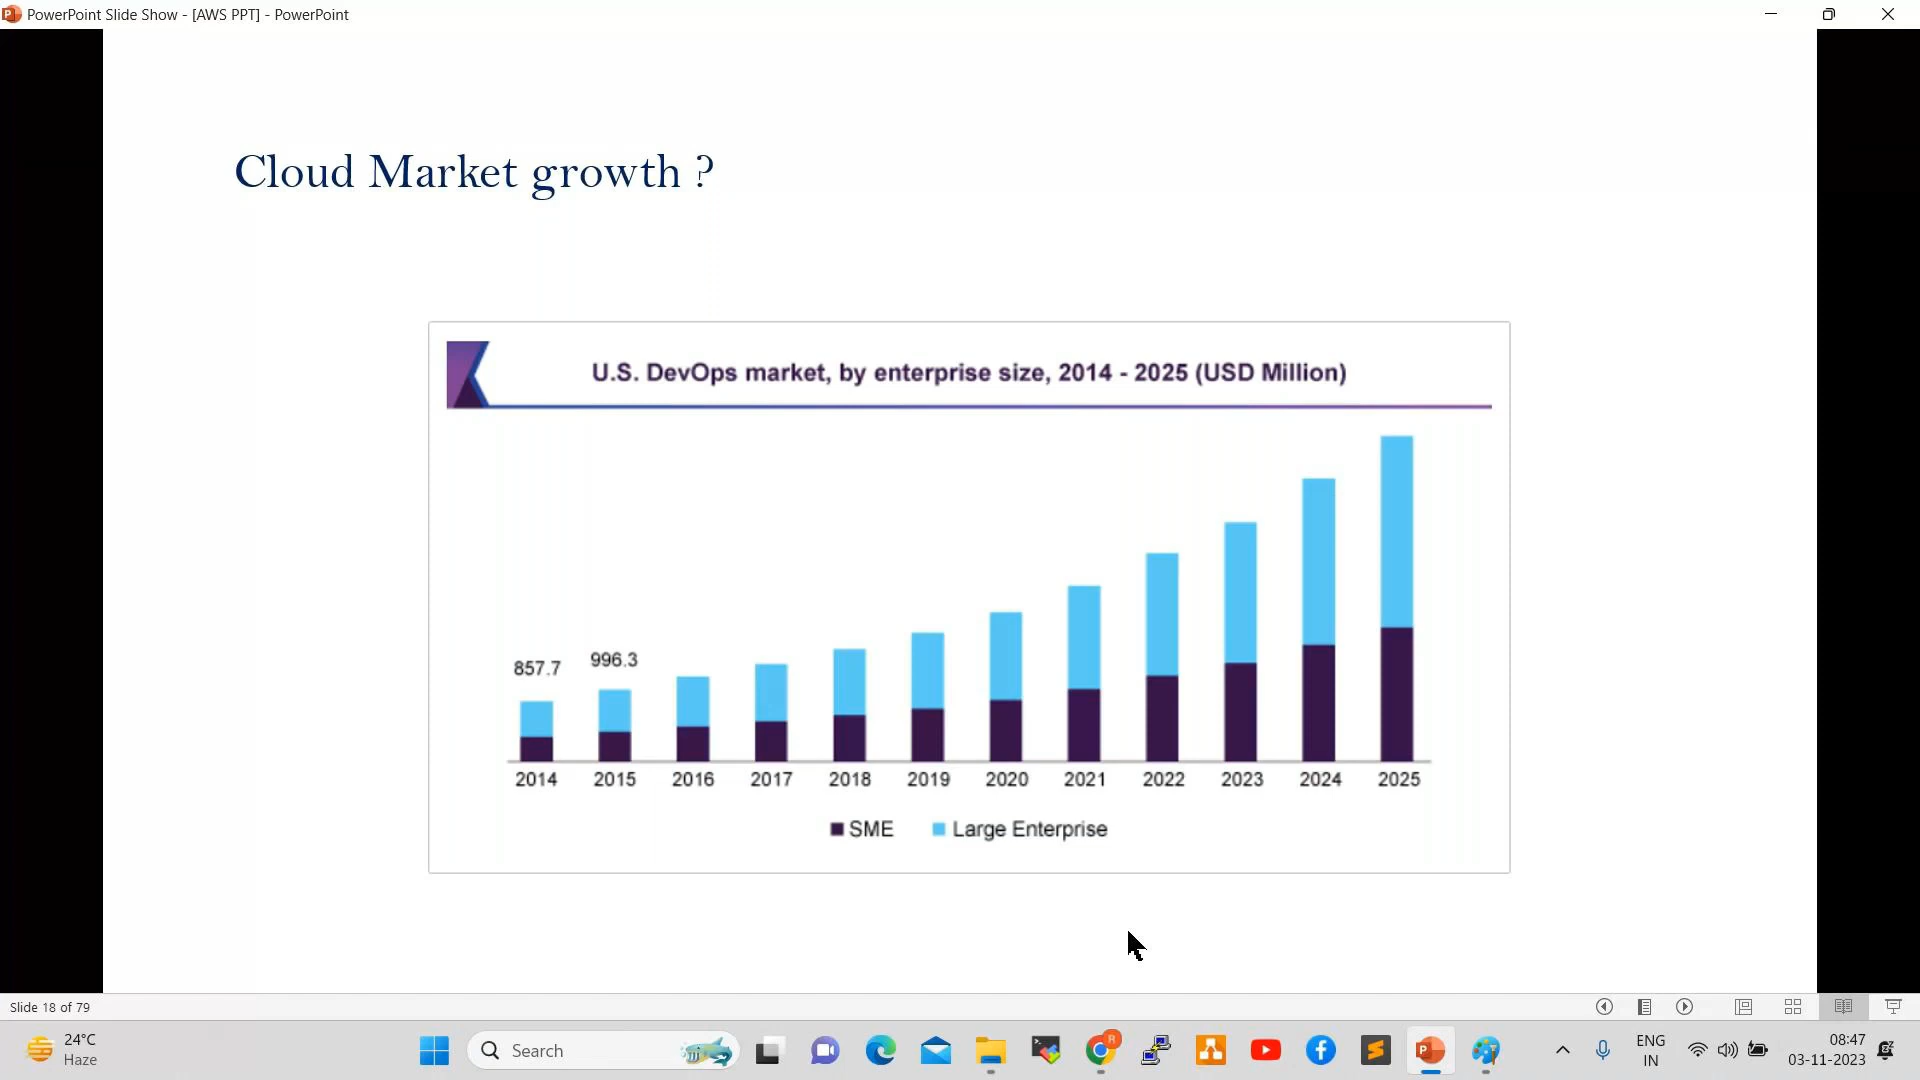 PowerPoint Slide Show - [AWS PPT] - PowerPoint
Cloud Market growth ?
U.S. DevOps market, by enterprise size, 2014 - 2025 (USD Million)
857.7
996.3
2014 2015 2016 2017 2018 2019 2020 2021 2022 2023 2024 2025
SME Large Enterprise
Slide 18 of 79
24°C
Haze
Search
R
ENG
IN
08:47
03-11-2023